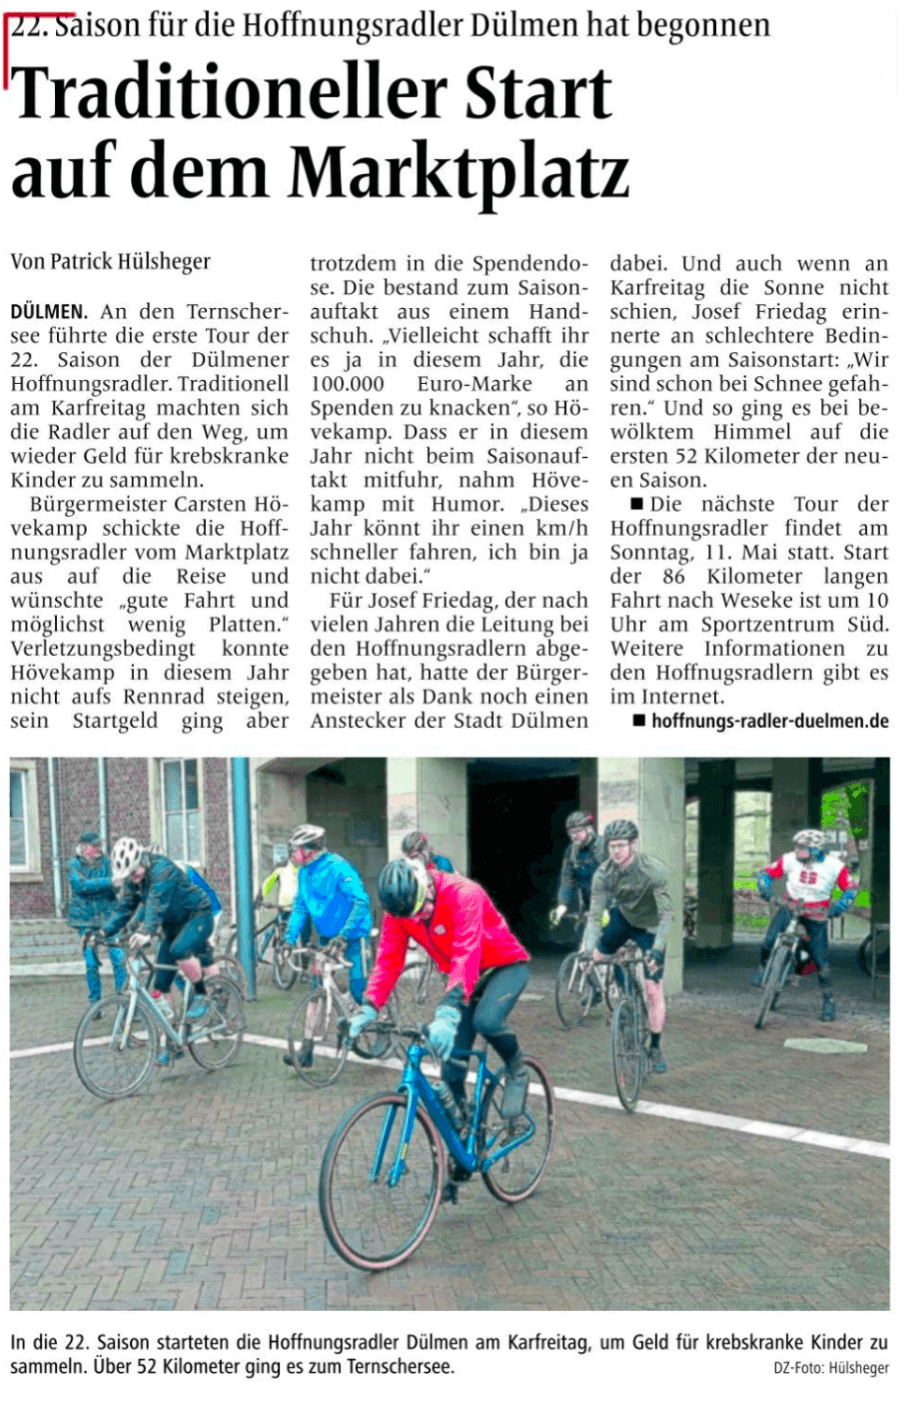 22. Saison für die Hoffnungsradler Dülmen hat begonnen
Traditioneller Start
auf dem Marktplatz
Von Patrick Hülsheger
DÜLMEN. An den Ternscher-
see führte die erste Tour der
22. Saison der Dülmener
Hoffnungsradler. Traditionell
am Karfreitag machten sich
die Radler auf den Weg, um
wieder Geld für krebskranke
Kinder zu sammeln.
Bürgermeister Carsten Hö-
vekamp schickte die Hoff-
nungsradler vom Marktplatz
aus auf die Reise und
wünschte „gute Fahrt und
möglichst wenig Platten.“
Verletzungsbedingt konnte
Hövekamp in diesem Jahr
nicht aufs Rennrad steigen,
sein Startgeld ging aber
trotzdem in die Spendendo-
se. Die bestand zum Saison-
auftakt aus einem Hand-
schuh. „Vielleicht schafft ihr
es ja in diesem Jahr, die
100.000 Euro-Marke an
Spenden zu knacken“, so Hö-
vekamp. Dass er in diesem
Jahr nicht beim Saisonauf-
takt mitfuhr, nahm Höve-
kamp mit Humor. „Dieses
Jahr könnt ihr einen km/h
schneller fahren, ich bin ja
nicht dabei.“
Für Josef Friedag, der nach
vielen Jahren die Leitung bei
den Hoffnungsradlern abge-
geben hat, hatte der Bürger-
meister als Dank noch einen
Anstecker der Stadt Dülmen
dabei. Und auch wenn an
Karfreitag die Sonne nicht
schien, Josef Friedag erin-
nerte an schlechtere Bedin-
gungen am Saisonstart: „Wir
sind schon bei Schnee gefah-
ren.“ Und so ging es bei be-
wölktem Himmel auf die
ersten 52 Kilometer der neu-
en Saison.
■ Die nächste Tour der
Hoffnungsradler findet am
Sonntag, 11. Mai statt. Start
der 86 Kilometer langen
Fahrt nach Weseke ist um 10
Uhr am Sportzentrum Süd.
Weitere Informationen zu
den Hoffnugsradlern gibt es
im Internet.
■ hoffnungs-radler-duelmen.de
In die 22. Saison starteten die Hoffnungsradler Dülmen am Karfreitag, um Geld für krebskranke Kinder zu
sammeln. Über 52 Kilometer ging es zum Ternschersee.
DZ-Foto: Hülsheger